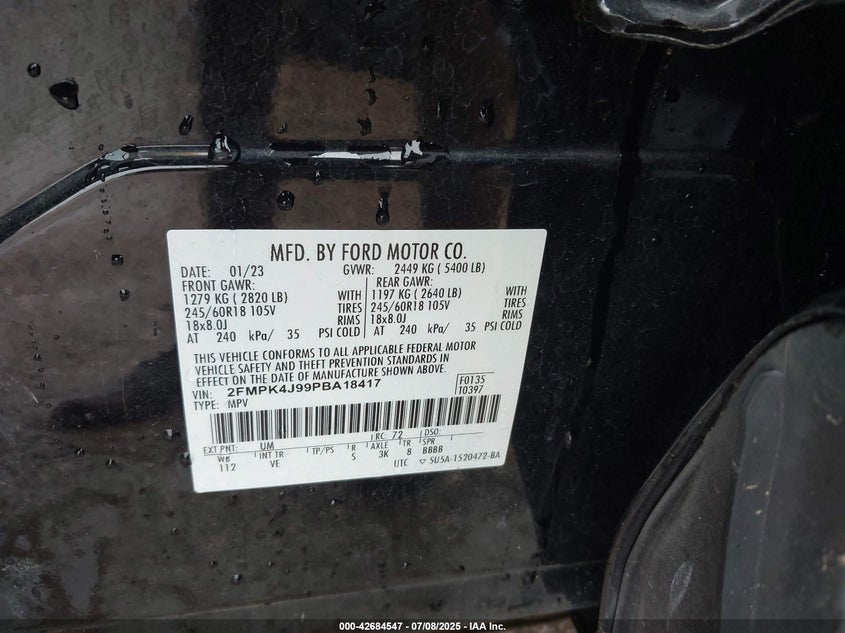 MFD. BY FORD MOTOR CO.
DATE: 01/23 GVWR: 2449 KG ( 5400 LB)
FRONT GAWR: REAR GAWR:
1279 KG ( 2820 LB) WITH 1197 KG ( 2640 LB) WITH
245/60R18 105V TIRES 245/60R18 105V TIRES
18x8.0J RIMS 18x8.0J RIMS
AT 240 kPa/ 35 PSI COLD AT 240 kPa/ 35 PSI COLD
THIS VEHICLE CONFORMS TO ALL APPLICABLE FEDERAL MOTOR
VEHICLE SAFETY AND THEFT PREVENTION STANDARDS IN
EFFECT ON THE DATE OF MANUFACTURE SHOWN ABOVE.
VIN: 2FMPK4J99PBA18417 F0135
TYPE: MPV T0397
EXT PNT: UM RC: 72 DSO:
WB INT TR TP/PS R AXLE TR SPR
112 VE S 3K 8 BBBB
UTC ▽ 5U5A-1520472-BA
000-42684547 - 07/08/2025 - IAA Inc.